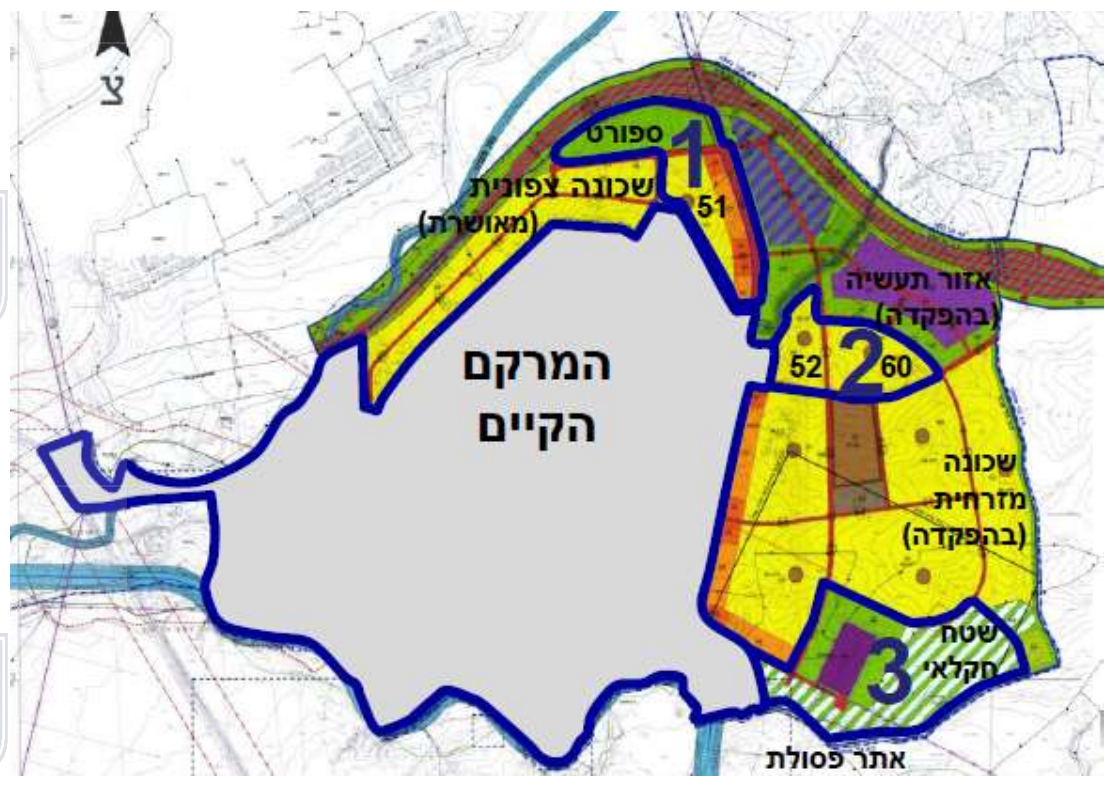 צ
ספורט
1
שכונה צפונית
(מאושרת)
51
אזור תעשיה
(בהפקדה)
המרקם
הקיים
52
2
60
שכונה
מזרחית
(בהפקדה)
שטח
חקלאי
3
אתר פסולת